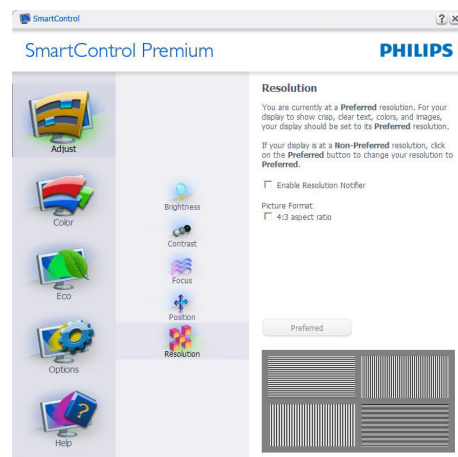 SmartControl
SmartControl Premium
PHILIPS
Adjust
Color
Eco
Options
Help
Brightness
Contrast
Focus
Position
Resolution
Resolution
You are currently at a Preferred resolution. For your
display to show crisp, clear text, colors, and images,
your display should be set to its Preferred resolution.
If your display is at a Non-Preferred resolution, click
on the Preferred button to change your resolution to
Preferred.
Enable Resolution Notifier
Picture Format
4:3 aspect ratio
Preferred